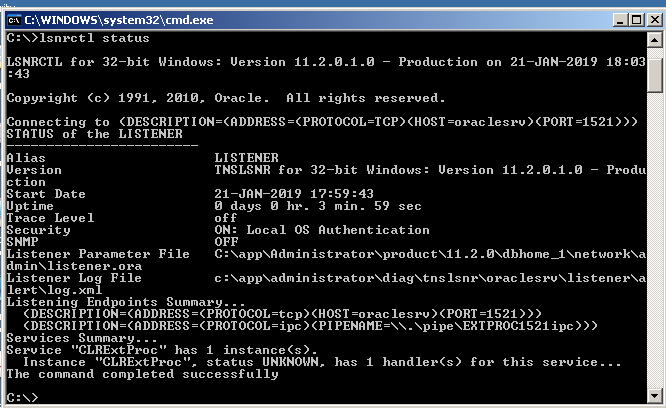 C:\WINDOWS\system32\cmd.exe
C:\>lsnrctl status
LSNRCTL for 32-bit Windows: Version 11.2.0.1.0 - Production on 21-JAN-2019 18:03
:43
Copyright (c) 1991, 2010, Oracle.  All rights reserved.
Connecting to (DESCRIPTION=(ADDRESS=(PROTOCOL=TCP)(HOST=oraclesrv)(PORT=1521)))
STATUS of the LISTENER
------------------------
Alias                     LISTENER
Version                   TNSLSNR for 32-bit Windows: Version 11.2.0.1.0 - Produ
ction
Start Date                21-JAN-2019 17:59:43
Uptime                    0 days 0 hr. 3 min. 59 sec
Trace Level               off
Security                  ON: Local OS Authentication
SNMP                      OFF
Listener Parameter File   C:\app\Administrator\product\11.2.0\dbhome_1\network\a
dmin\listener.ora
Listener Log File         c:\app\administrator\diag\tnslsnr\oraclesrv\listener\a
lert\log.xml
Listening Endpoints Summary...
  (DESCRIPTION=(ADDRESS=(PROTOCOL=tcp)(HOST=oraclesrv)(PORT=1521)))
  (DESCRIPTION=(ADDRESS=(PROTOCOL=ipc)(PIPENAME=\\.\pipe\EXTPROC1521ipc)))
Services Summary...
Service "CLRExtProc" has 1 instance(s).
  Instance "CLRExtProc", status UNKNOWN, has 1 handler(s) for this service...
The command completed successfully
C:\>